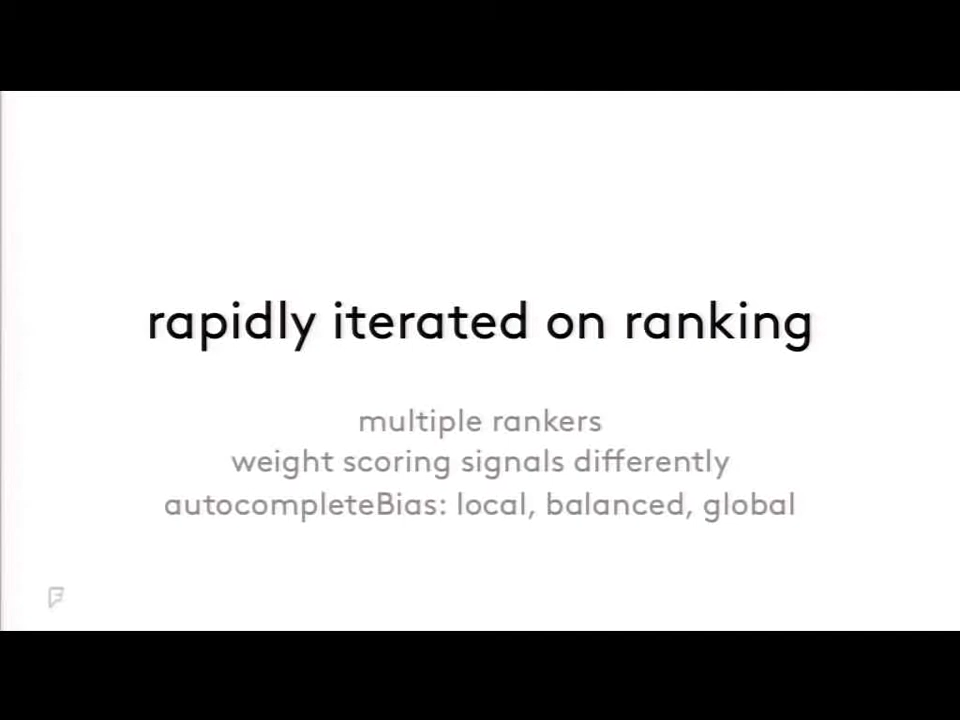 rapidly iterated on ranking
multiple rankers
weight scoring signals differently
autocompleteBias: local, balanced, global